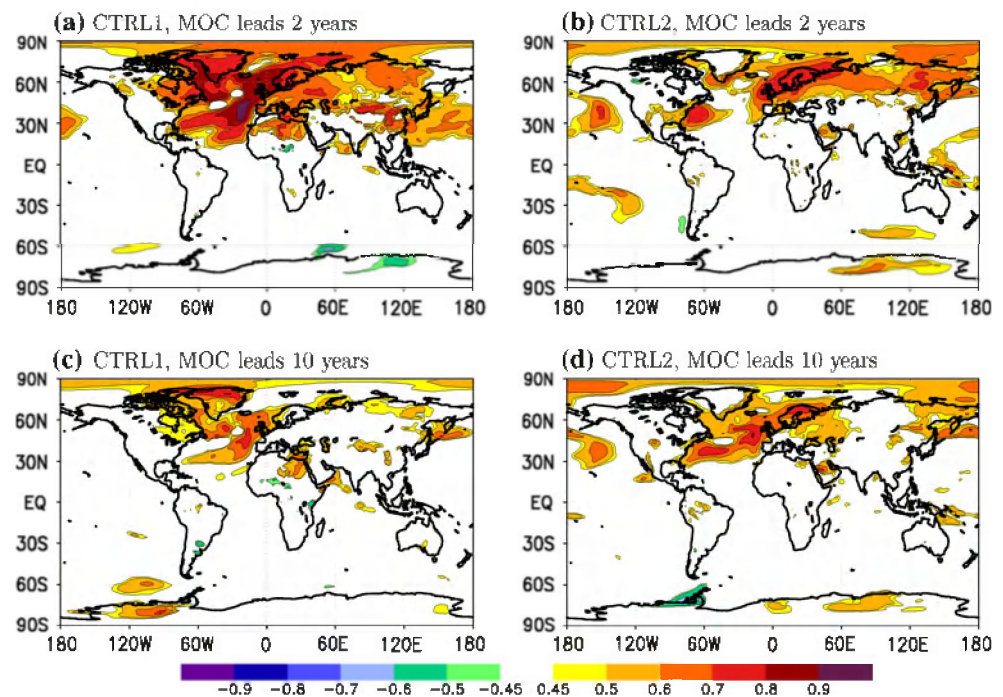 (a) CTRL1, MOC leads 2 years
(b) CTRL2, MOC leads 2 years
90N
60N
30N
EQ
30S
60S
90S
180 120W 60W 0 60E 120E 180
90N
60N
30N
EQ
30S
60S
90S
180 120W 60W 0 60E 120E 180
(c) CTRL1, MOC leads 10 years
(d) CTRL2, MOC leads 10 years
90N
60N
30N
EQ
30S
60S
90S
180 120W 60W 0 60E 120E 180
90N
60N
30N
EQ
30S
60S
90S
180 120W 60W 0 60E 120E 180
-0.9 -0.8 -0.7 -0.6 -0.5 -0.45 0.45 0.5 0.6 0.7 0.8 0.9